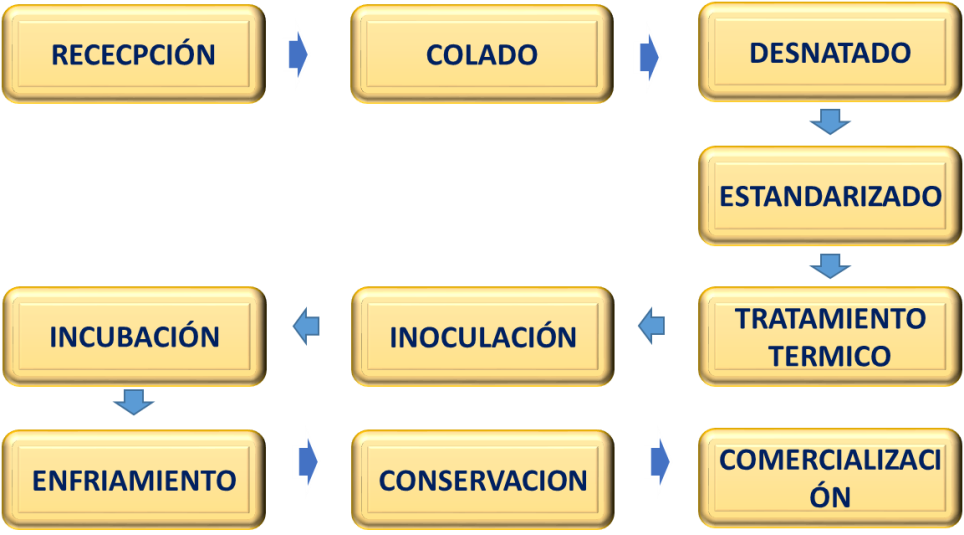 RECECPCIÓN
COLADO
DESNATADO
ESTANDARIZADO
TRATAMIENTO
TERMICO
INOCULACIÓN
INCUBACIÓN
ENFRIAMIENTO
CONSERVACION
COMERCIALIZACI
ÓN